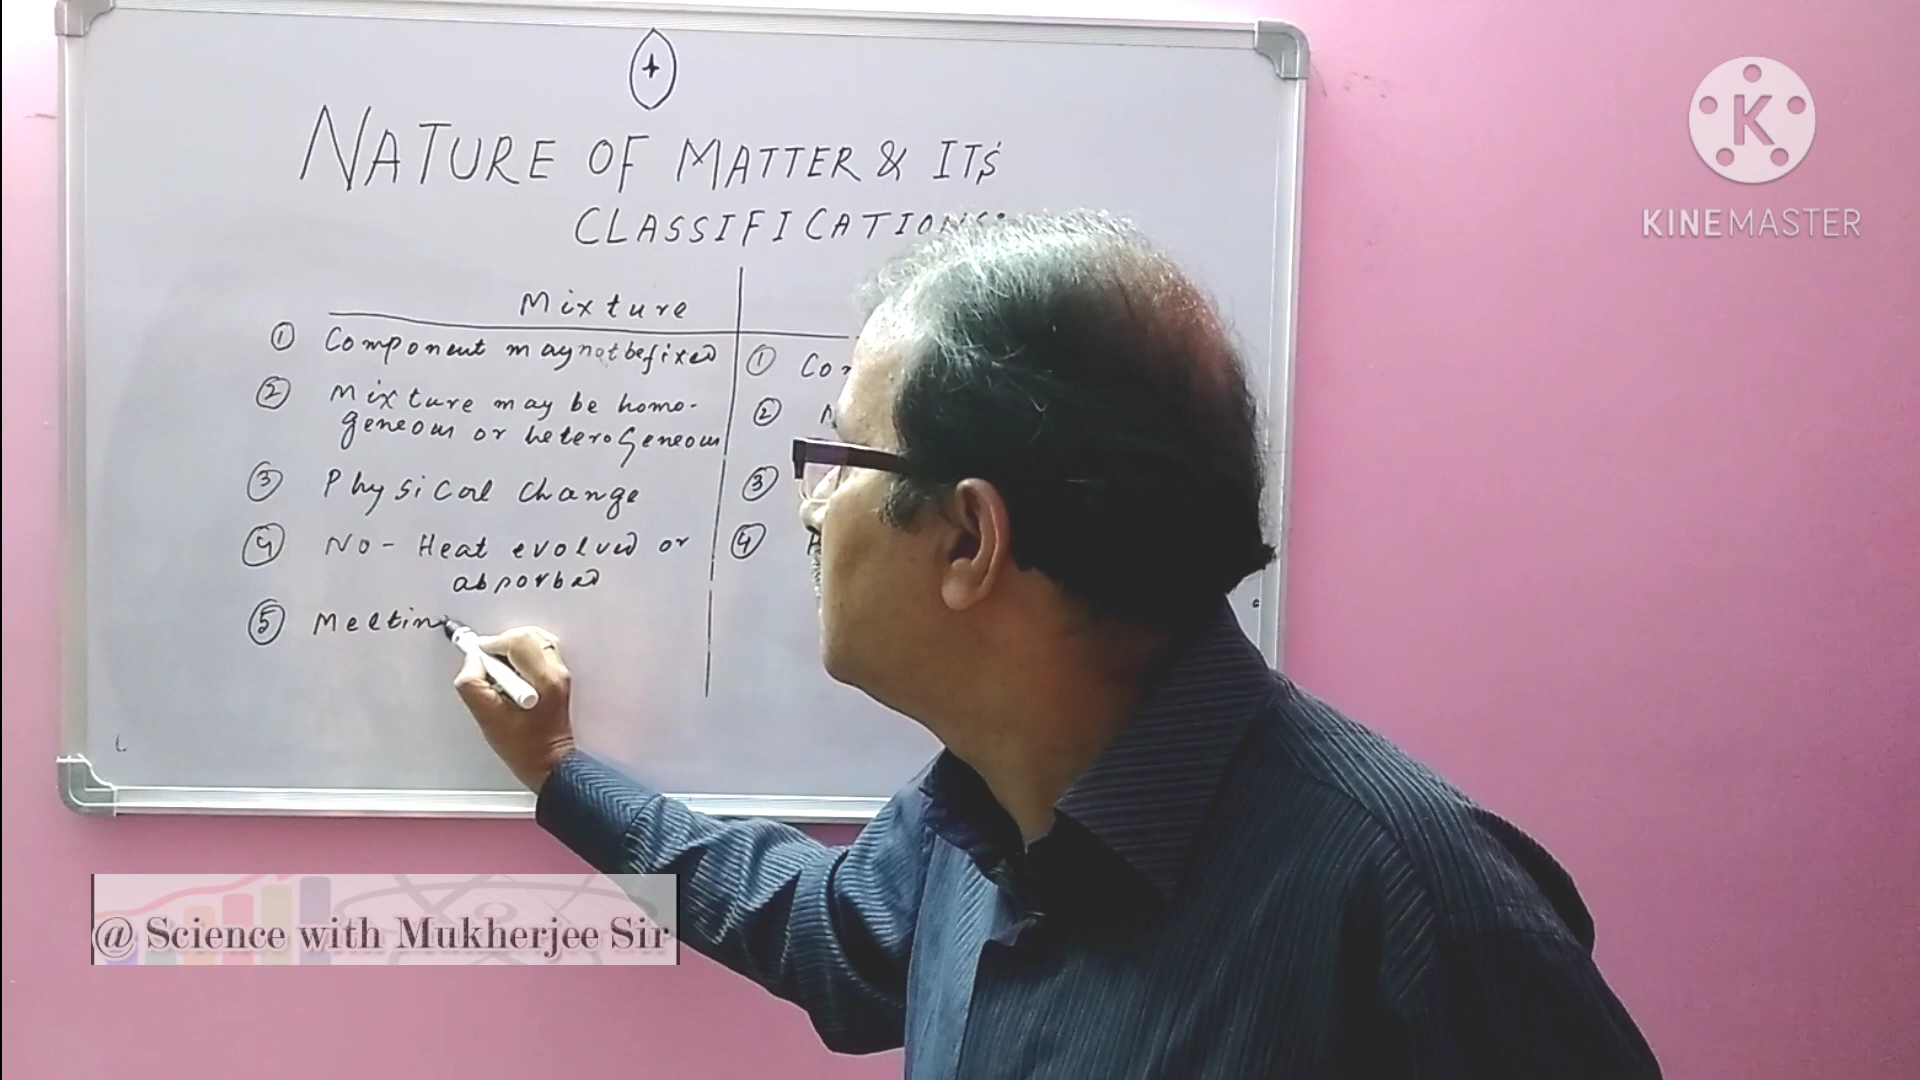 NATURE OF MATTER & ITS
CLASSIFICATIONS
Mixture
① Component may not be fixed
② Mixture may be homo-
geneous or heterogeneous
③ Physical change
④ No - Heat evolved or
absorbed
⑤ Meltin
①
②
③
④
KINEMASTER
@ Science with Mukherjee Sir